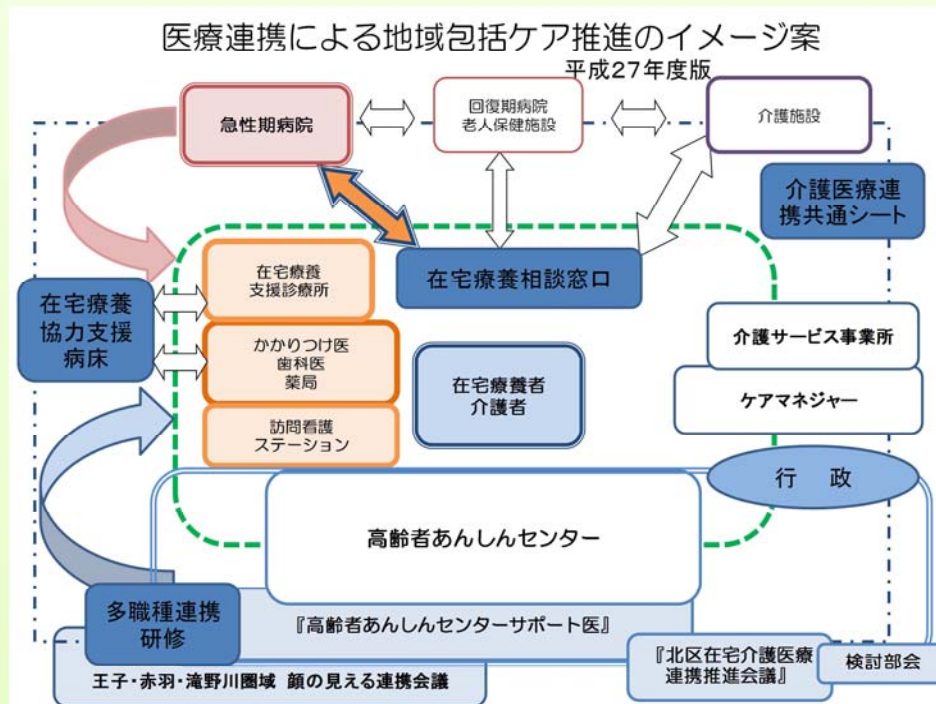 医療連携による地域包括ケア推進のイメージ案
平成27年度版
急性期病院
回復期病院
老人保健施設
介護施設
介護医療連
携共通シート
在宅療養
支援診療所
在宅療養相談窓口
在宅療養
協力支援
病床
かかりつけ医
歯科医
薬局
在宅療養者
介護者
介護サービス事業所
ケアマネジャー
訪問看護
ステーション
行 政
高齢者あんしんセンター
多職種連携
研修
『高齢者あんしんセンターサポート医』
『北区在宅介護医療
連携推進会議』
検討部会
王子・赤羽・滝野川圏域 顔の見える連携会議